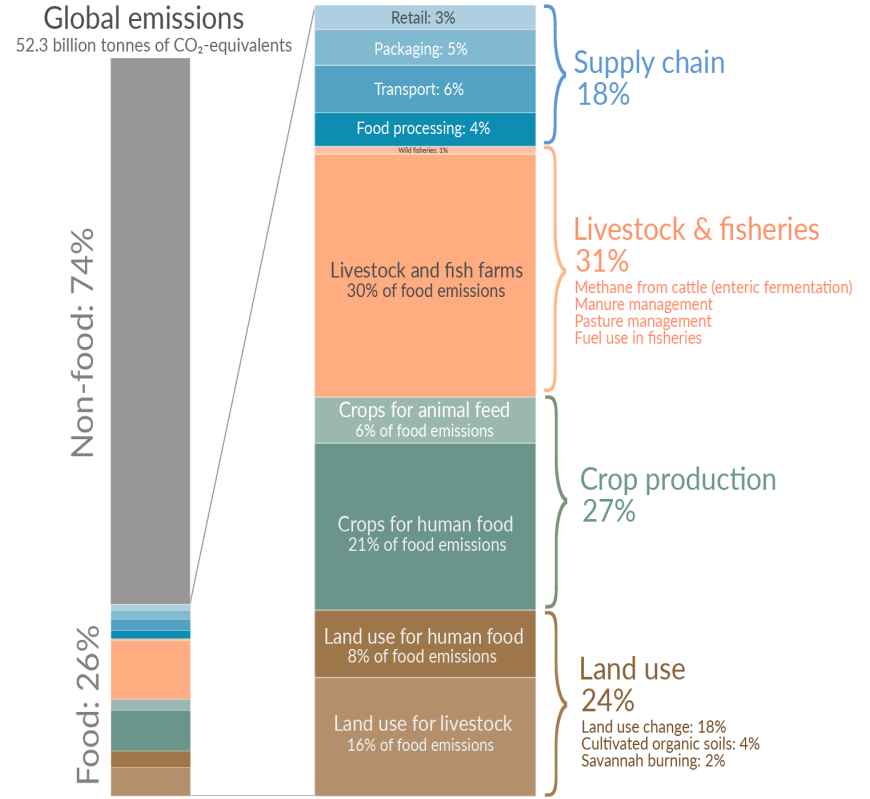 Global emissions
52.3 billion tonnes of CO₂-equivalents
Non-food: 74%
Food: 26%
Retail: 3%
Packaging: 5%
Transport: 6%
Food processing: 4%
Wild fisheries: 1%
Livestock and fish farms
30% of food emissions
Crops for animal feed
6% of food emissions
Crops for human food
21% of food emissions
Land use for human food
8% of food emissions
Land use for livestock
16% of food emissions
Supply chain
18%
Livestock & fisheries
31%
Methane from cattle (enteric fermentation)
Manure management
Pasture management
Fuel use in fisheries
Crop production
27%
Land use
24%
Land use change: 18%
Cultivated organic soils: 4%
Savannah burning: 2%